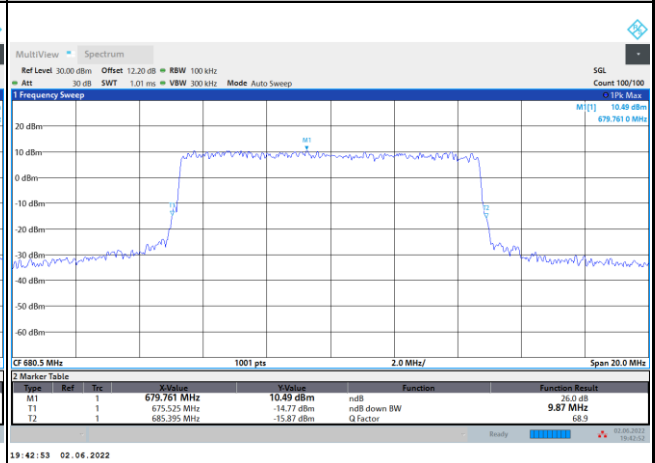 MultiView Spectrum
Ref Level 30.00 dBm Offset 12.20 dB RBW 100 kHz SGL
Att 30 dB SWT 1.01 ms VBW 300 kHz Mode Auto Sweep Count 100/100
1 Frequency Sweep 1Pk Max
M1[1] 10.49 dBm
679.761 0 MHz
20 dBm
M1
10 dBm
0 dBm
-10 dBm
T1 T2
-20 dBm
-30 dBm
-40 dBm
-50 dBm
-60 dBm
CF 680.5 MHz 1001 pts 2.0 MHz/ Span 20.0 MHz
2 Marker Table
Type Ref Trc X-Value Y-Value Function Function Result
M1 1 679.761 MHz 10.49 dBm ndB 26.0 dB
T1 1 675.525 MHz -14.77 dBm ndB down BW 9.87 MHz
T2 1 685.395 MHz -15.87 dBm Q Factor 68.9
Ready 02.06.2022
19:42:52
19:42:53 02.06.2022